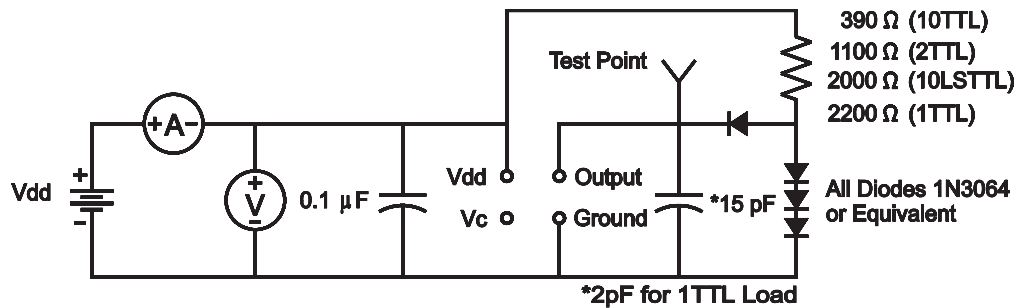 390 Ω (10TTL)
1100 Ω (2TTL)
2000 Ω (10LSTTL)
2200 Ω (1TTL)
Test Point
+A-
Vdd
+
-
+
V
-
0.1 µF
Vdd
Output
Vc
Ground
*15 pF
All Diodes 1N3064
or Equivalent
*2pF for 1TTL Load